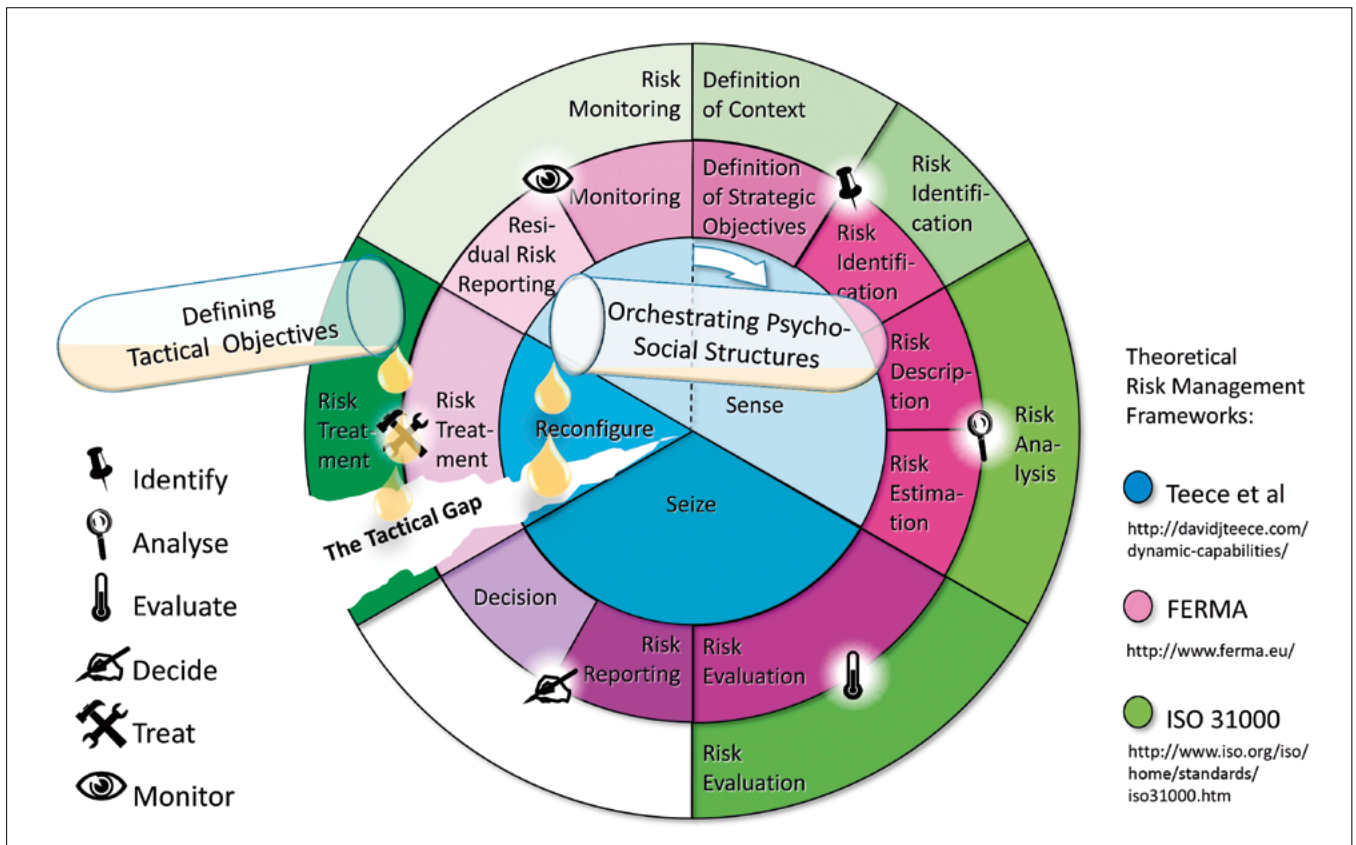 Risk
Monitoring
Definition
of Context
Risk
Identifi-
cation
Monitoring
Definition
of Strategic
Objectives
Resi-
dual Risk
Reporting
Risk
Identifi-
cation
Defining
Tactical Objectives
Orchestrating Psycho-
Social Structures
Risk
Descrip-
tion
Sense
Risk
Treat-
ment
Risk
Treat-
ment
Reconfigure
Risk
Ana-
lysis
Risk
Estima-
tion
The Tactical Gap
Seize
Decision
Risk
Reporting
Risk
Evaluation
Risk
Evaluation
Identify
Analyse
Evaluate
Decide
Treat
Monitor
Theoretical
Risk Management
Frameworks:
Teece et al
http://davidjteece.com/
dynamic-capabilities/
FERMA
http://www.ferma.eu/
ISO 31000
http://www.iso.org/iso/
home/standards/
iso31000.htm